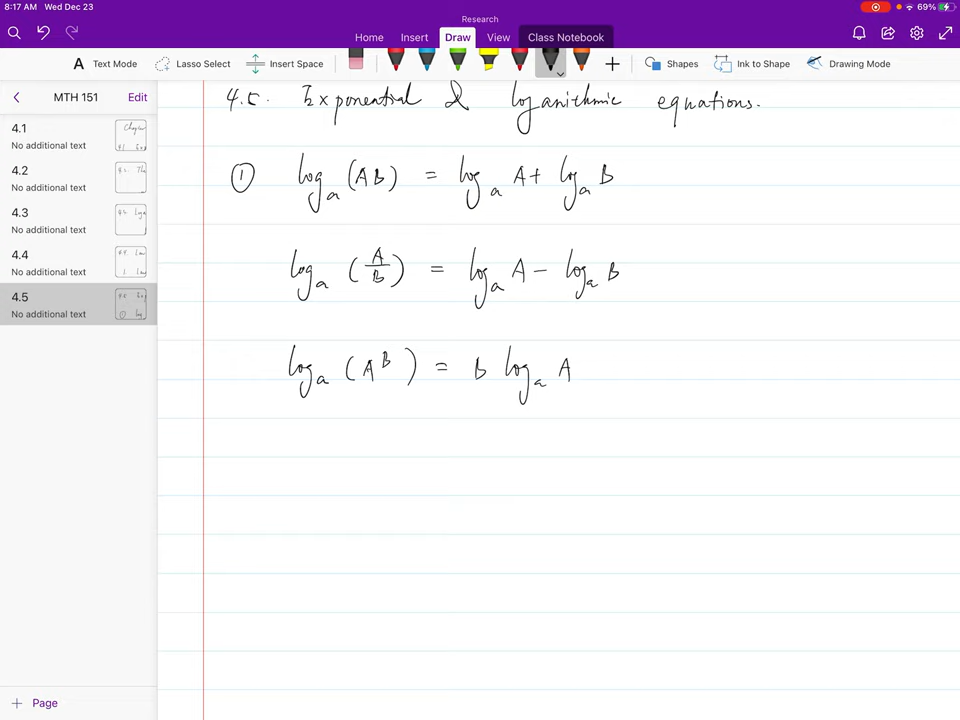 8:17 AM Wed Dec 23
69%
Research
Home Insert Draw View Class Notebook
Text Mode Lasso Select Insert Space Shapes Ink to Shape Drawing Mode
MTH 151 Edit
4.1
No additional text
4.2
No additional text
4.3
No additional text
4.4
No additional text
4.5
No additional text
Page
4.5. Exponential & logarithmic equations.
① log_a (AB) = log_a A + log_a B
log_a (A/B) = log_a A − log_a B
log_a (A^B) = B log_a A